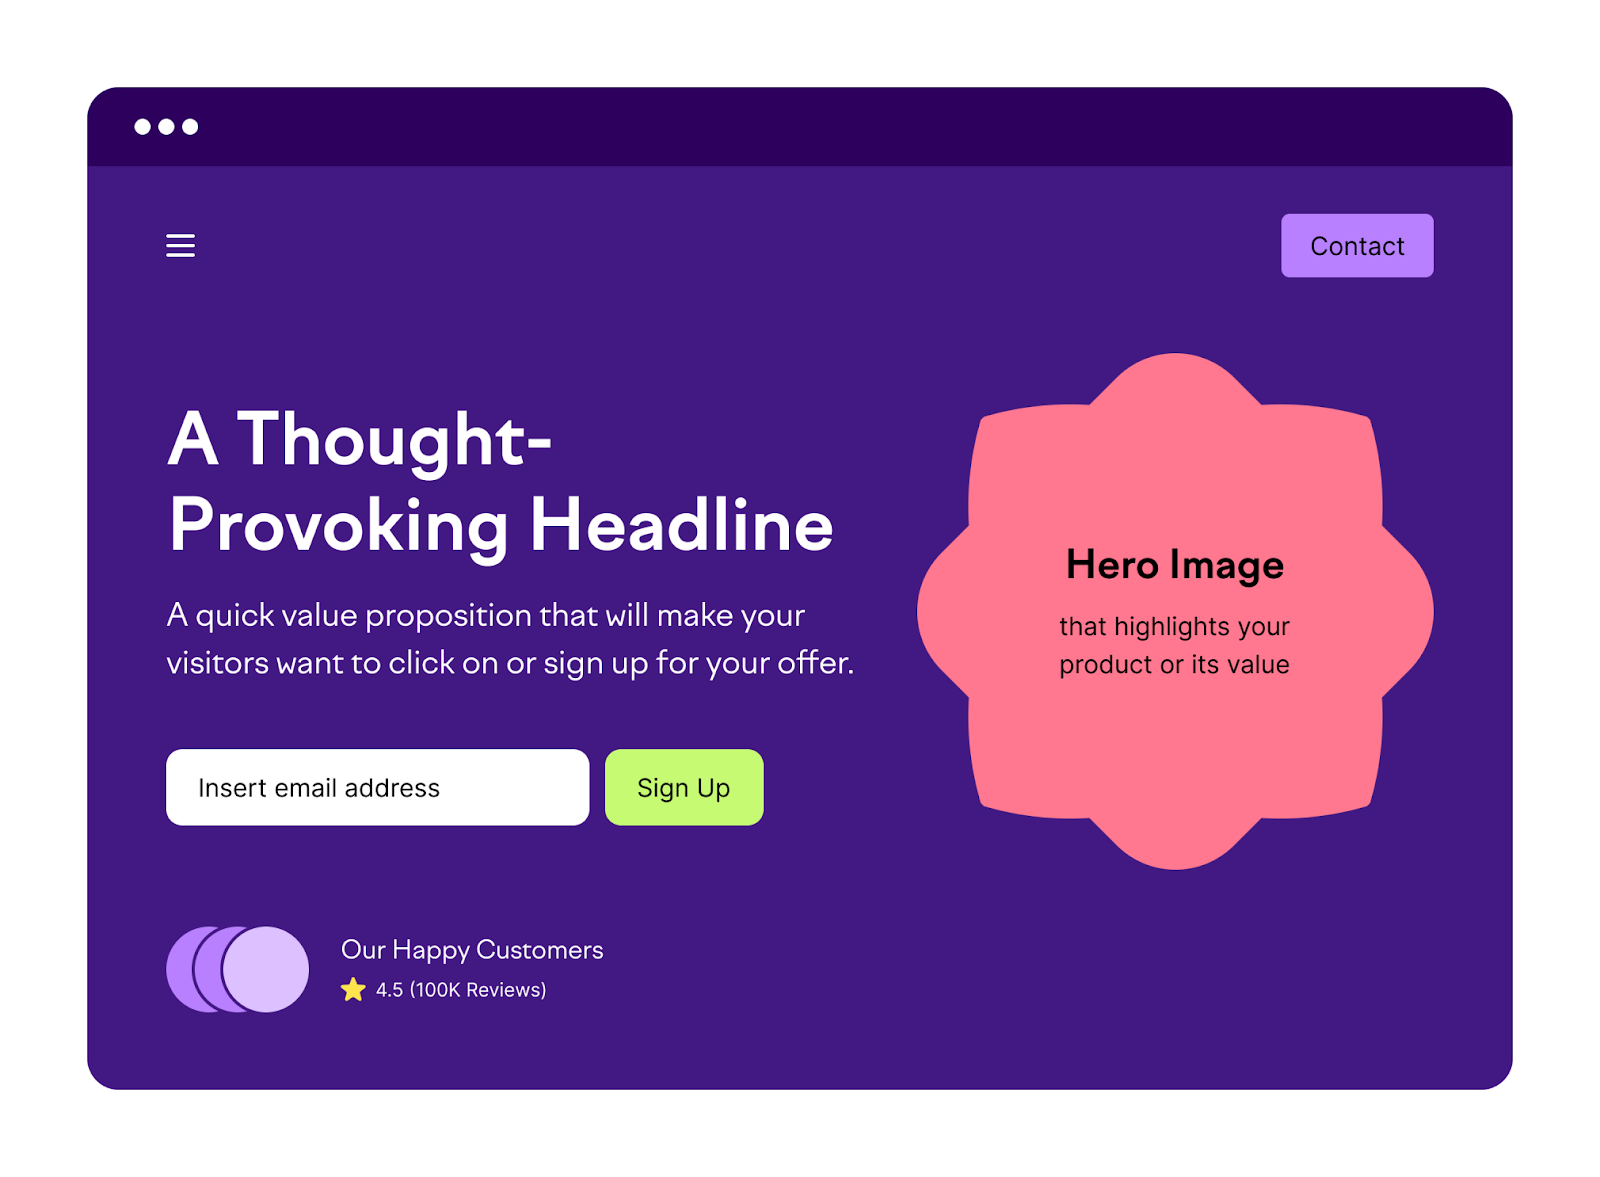 Contact
A Thought-
Provoking Headline
A quick value proposition that will make your
visitors want to click on or sign up for your offer.
Insert email address
Sign Up
Hero Image
that highlights your
product or its value
Our Happy Customers
4.5 (100K Reviews)